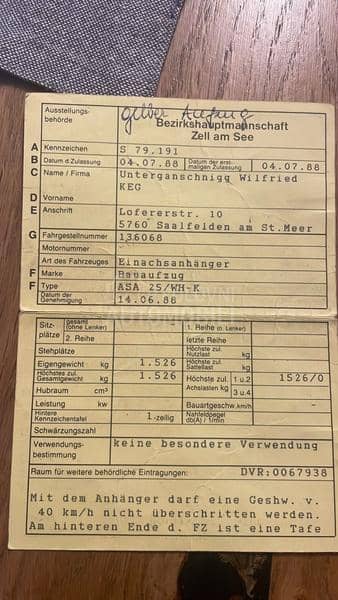 gelber Aufzug
Ausstellungs-
behörde
Bezirkshauptmannschaft
Zell am See
A Kennzeichen S 79.191
B Datum d. Zulassung 04.07.88 Datum der erst-
maligen Zulassung 04.07.88
C Name / Firma Unterganschnigg Wilfried
KEG
D Vorname
E Anschrift Lofererstr. 10
5760 Saalfelden am St.Meer
G Fahrgestellnummer 136068
Motornummer
Art des Fahrzeuges Einachsanhänger
F Marke Bauaufzug
F Type ASA 25/WH-K
Datum der
Genehmigung 14.06.88
Sitz-
plätze gesamt
(ohne Lenker) 1. Reihe (o. Lenker)
2. Reihe letzte Reihe
Stehplätze Höchste zul.
Nutzlast kg
Eigengewicht kg 1.526 Höchste zul.
Sattellast kg
Höchstes zul.
Gesamtgewicht kg 1.526 Höchste zul.
Achslasten kg 1 u.2 1526/0
3 u.4
Hubraum cm³
Leistung kw Bauartgeschw. km/h
Hintere
Kennzeichentafel 1-zeilig Nahfeldpegel
db(A) / 1/min
Schwärzungszahl
Verwendungs-
bestimmung keine besondere Verwendung
Raum für weitere behördliche Eintragungen: DVR:0067938
Mit dem Anhänger darf eine Geshw. v.
40 km/h nicht überschritten werden.
Am hinteren Ende d. FZ ist eine Tafe